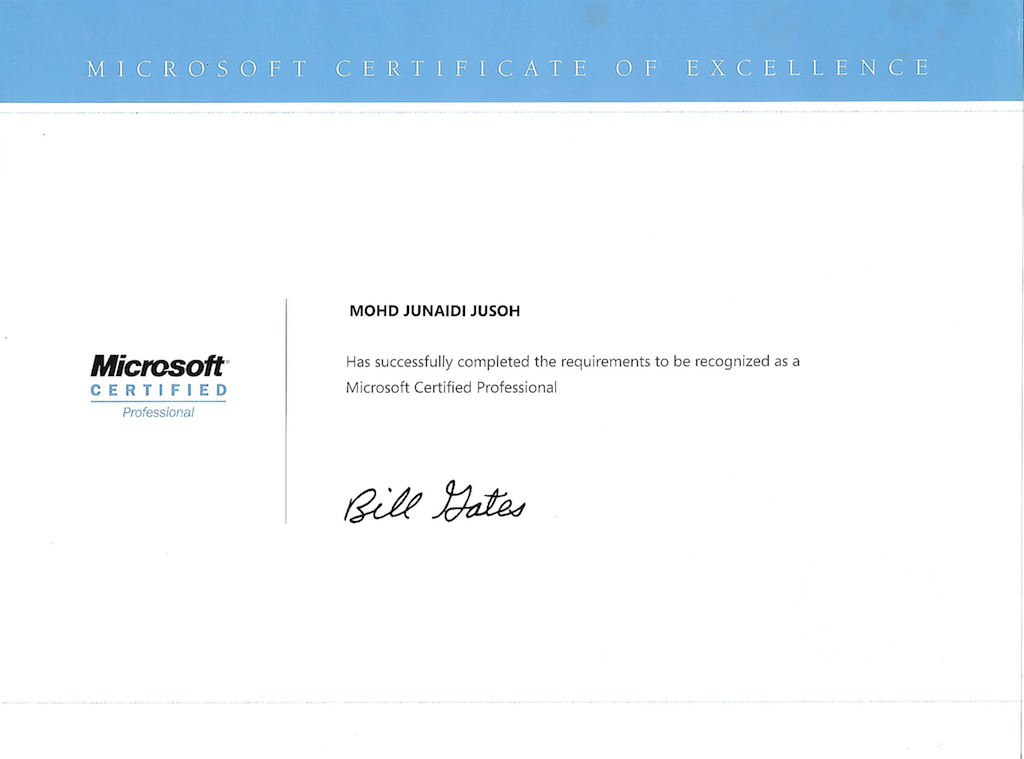 MICROSOFT CERTIFICATE OF EXCELLENCE
MOHD JUNAIDI JUSOH
Microsoft®
CERTIFIED
Professional
Has successfully completed the requirements to be recognized as a
Microsoft Certified Professional
Bill Gates